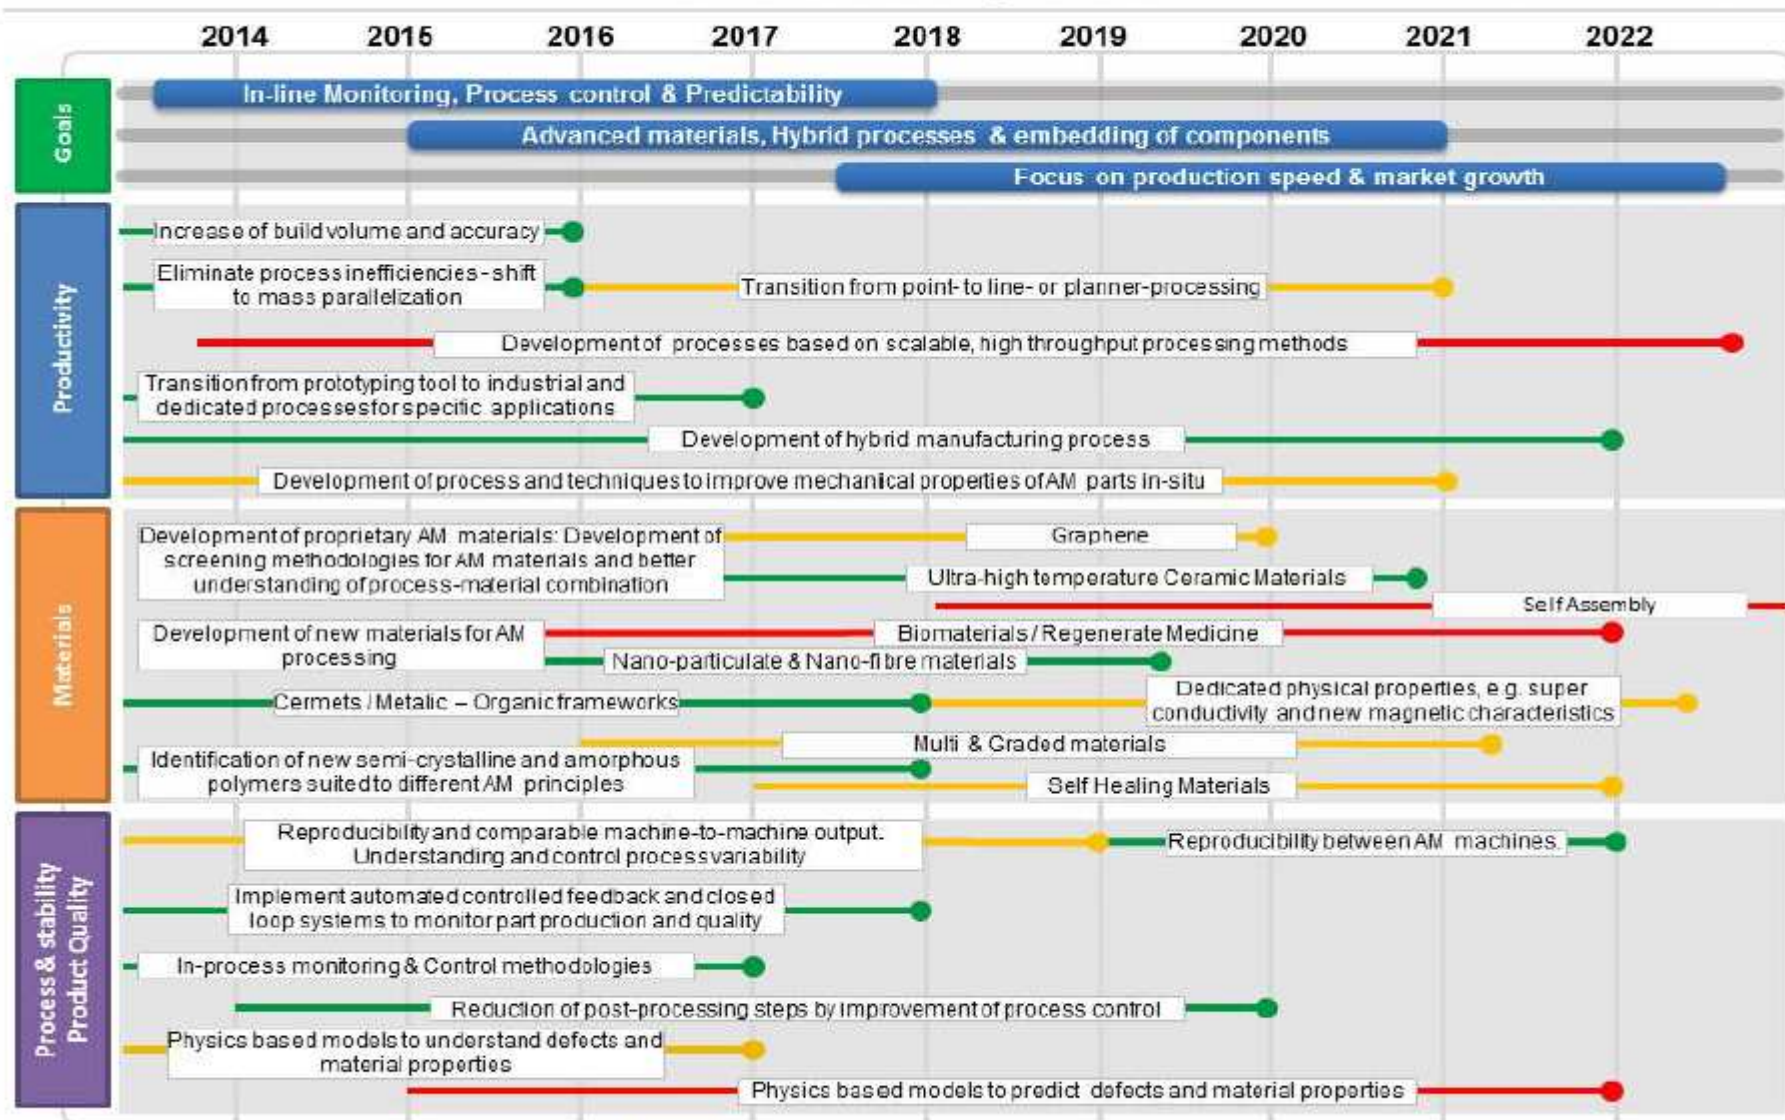 2014 2015 2016 2017 2018 2019 2020 2021 2022
Goals
In-line Monitoring, Process control & Predictability
Advanced materials, Hybrid processes & embedding of components
Focus on production speed & market growth
Productivity
Increase of build volume and accuracy
Eliminate process inefficiencies - shift
to mass parallelization
Transition from point- to line- or planner-processing
Development of processes based on scalable, high throughput processing methods
Transition from prototyping tool to industrial and
dedicated processes for specific applications
Development of hybrid manufacturing process
Development of process and techniques to improve mechanical properties of AM parts in-situ
Materials
Development of proprietary AM materials: Development of
screening methodologies for AM materials and better
understanding of process-material combination
Graphene
Ultra-high temperature Ceramic Materials
Self Assembly
Development of new materials for AM
processing
Biomaterials / Regenerate Medicine
Nano-particulate & Nano-fibre materials
Cermets / Metalic – Organic frameworks
Dedicated physical properties, e.g. super
conductivity and new magnetic characteristics
Multi & Graded materials
Identification of new semi-crystalline and amorphous
polymers suited to different AM principles
Self Healing Materials
Process & stability
Product Quality
Reproducibility and comparable machine-to-machine output.
Understanding and control process variability
Reproducibility between AM machines.
Implement automated controlled feedback and closed
loop systems to monitor part production and quality
In-process monitoring & Control methodologies
Reduction of post-processing steps by improvement of process control
Physics based models to understand defects and
material properties
Physics based models to predict defects and material properties